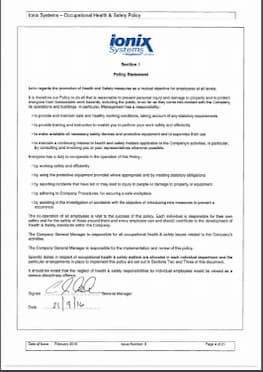 Ionix Systems – Occupational Health & Safety Policy
ionix
Systems
Section 1
Policy Statement
Ionix regards the promotion of Health and Safety measures as a mutual objective for employees at all levels.
It is therefore our Policy to do all that is reasonable to prevent personal injury and damage to property and to protect
everyone from foreseeable work hazards, including the public, in so far as they come into contact with the Company,
its operations and buildings. In particular, Management has a responsibility:
- to provide and maintain safe and healthy working conditions, taking account of any statutory requirements
- to provide training and instruction to enable you to perform your work safely and efficiently
- to make available all necessary safety devices and protective equipment and to supervise their use
- to maintain a continuing interest in health and safety matters applicable to the Company's activities, in particular,
By consulting and involving you or your representatives wherever possible.
Everyone has a duty to co-operate in the operation of this Policy:
- by working safely and efficiently
- by using the protective equipment provided where appropriate and by meeting statutory obligations
- by reporting incidents that have led or may lead to injury to people or damage to property or equipment
- by adhering to Company Procedures, for securing a safe workplace
- by assisting in the investigation of accidents with the objective of introducing new measures to prevent a
recurrence
The co-operation of all employees is vital to the success of this Policy. Each individual is responsible for their own
safety and for the safety of those around them and every employee can and should contribute to the development of
Health & Safety standards within the Company.
The Company General Manager is responsible for all occupational health & safety issues related to the Company's
activities.
The Company General Manager is responsible for the implementation and review of this policy.
Specific duties in respect of occupational health & safety welfare are allocated in each individual department and the
particular arrangements in place to implement this policy are set out in Sections Two and Three of this document.
It should be noted that the neglect of health & safety responsibilities by individual employees would be viewed as a
serious disciplinary offence.
Signed General Manager
Date
Date of Issue February 2016 Issue Number 8 Page 4 of 21